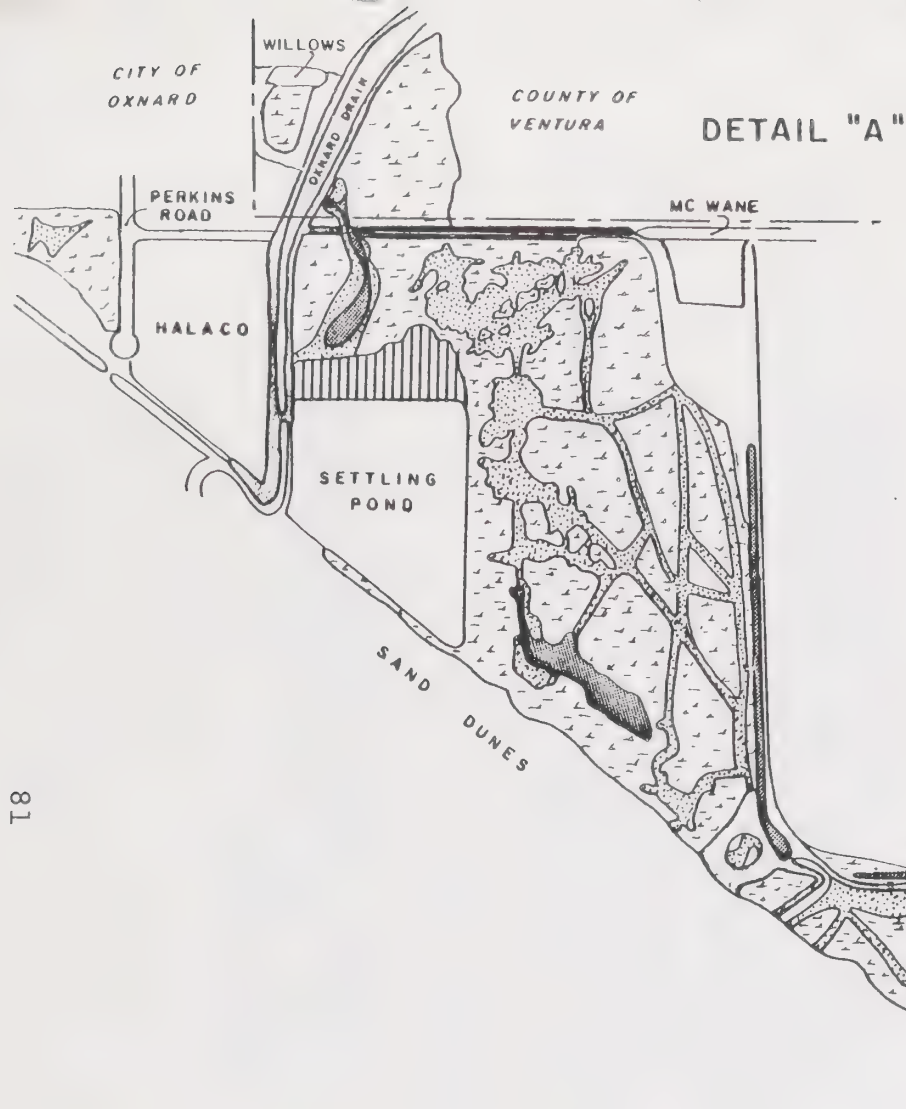 WILLOWS
CITY OF
OXNARD
OXNARD DRAIN
COUNTY OF
VENTURA
DETAIL "A"
PERKINS
ROAD
MC WANE
HALACO
SETTLING
POND
SAND DUNES
81